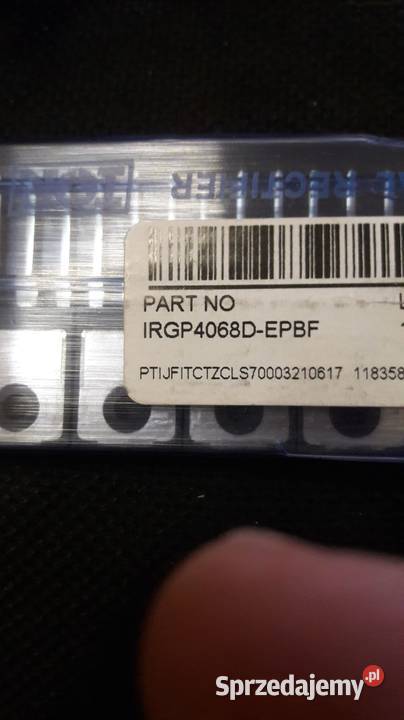 RECTIFIER
PART NO
IRGP4068D-EPBF
PTIJFITCTZCLS70003210617 118358
Sprzedajemy.pl